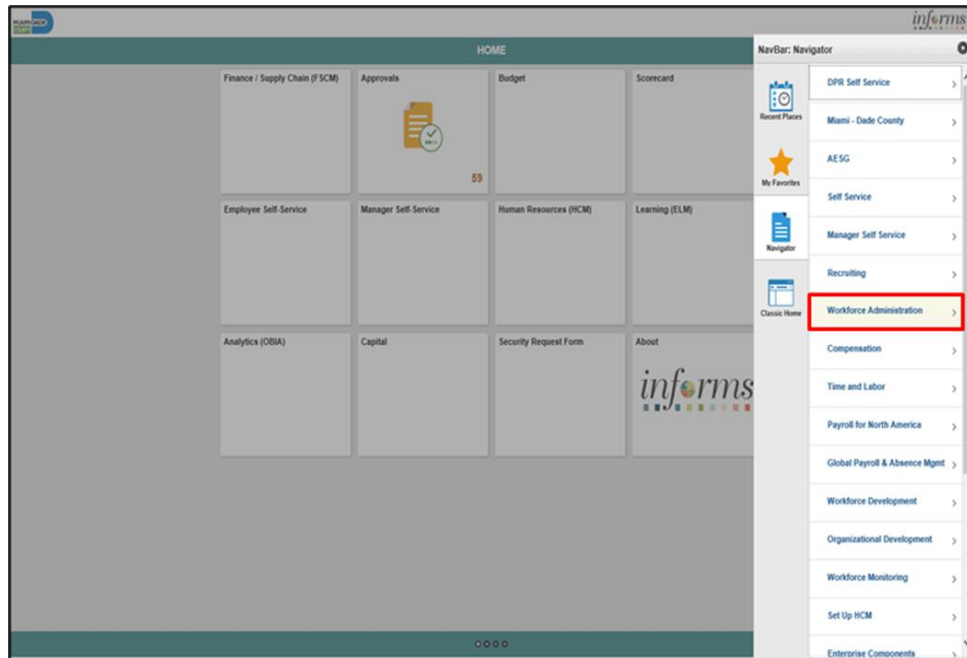 MIAMI-DADE
COUNTY
informs
HOME
NavBar: Navigator
Finance / Supply Chain (FSCM)
Approvals
Budget
Scorecard
59
Employee Self-Service
Manager Self-Service
Human Resources (HCM)
Learning (ELM)
Analytics (OBIA)
Capital
Security Request Form
About
informs
Recent Places
My Favorites
Navigator
Classic Home
DPR Self Service
Miami - Dade County
AESG
Self Service
Manager Self Service
Recruiting
Workforce Administration
Compensation
Time and Labor
Payroll for North America
Global Payroll & Absence Mgmt
Workforce Development
Organizational Development
Workforce Monitoring
Set Up HCM
Enterprise Components